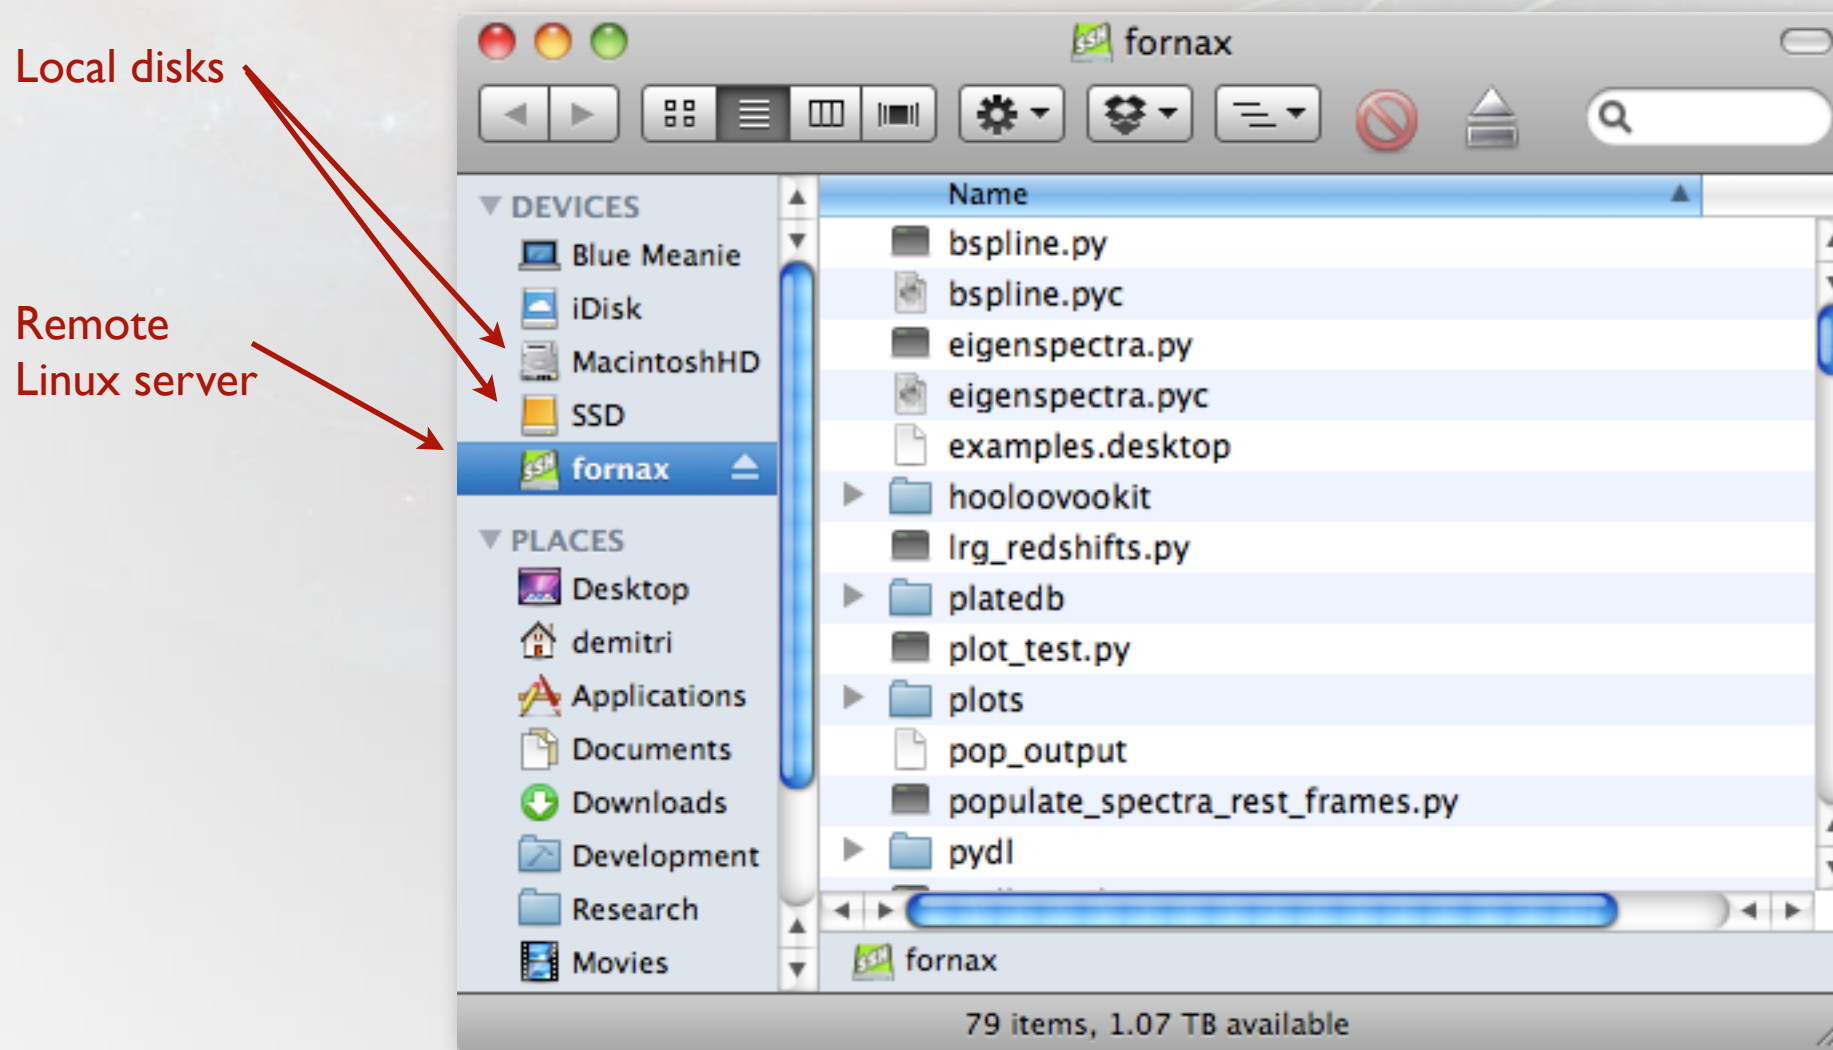 Local disks
Remote
Linux server
fornax
DEVICES
Blue Meanie
iDisk
MacintoshHD
SSD
fornax
PLACES
Desktop
demitri
Applications
Documents
Downloads
Development
Research
Movies
Name
bspline.py
bspline.pyc
eigenspectra.py
eigenspectra.pyc
examples.desktop
hooloovookit
lrg_redshifts.py
platedb
plot_test.py
plots
pop_output
populate_spectra_rest_frames.py
pydl
fornax
79 items, 1.07 TB available